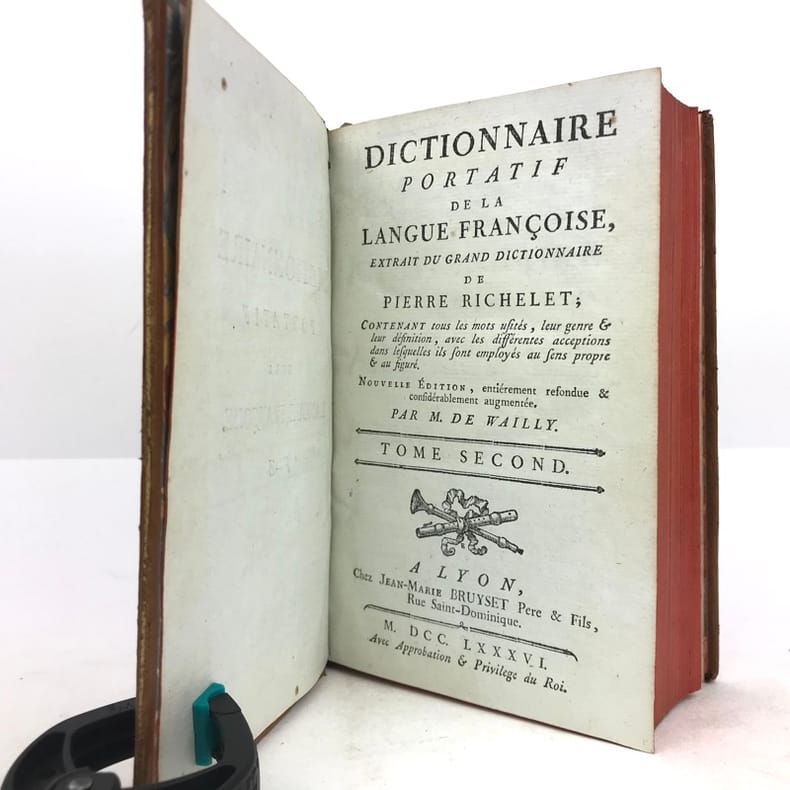 DICTIONNAIRE
PORTATIF
DE LA
LANGUE FRANÇOISE,
EXTRAIT DU GRAND DICTIONNAIRE
DE
PIERRE RICHELET;
CONTENANT tous les mots uſités, leur genre &
leur définition, avec les différentes acceptions
dans leſquelles ils ſont employés au ſens propre
& au figuré.
NOUVELLE ÉDITION, entiérement refondue &
conſidérablement augmentée.
PAR M. DE WAILLY.
TOME SECOND.
A LYON,
Chez JEAN-MARIE BRUYSET Pere & Fils,
Rue Saint-Dominique.
M. DCC. LXXXVI.
Avec Approbation & Privilege du Roi.